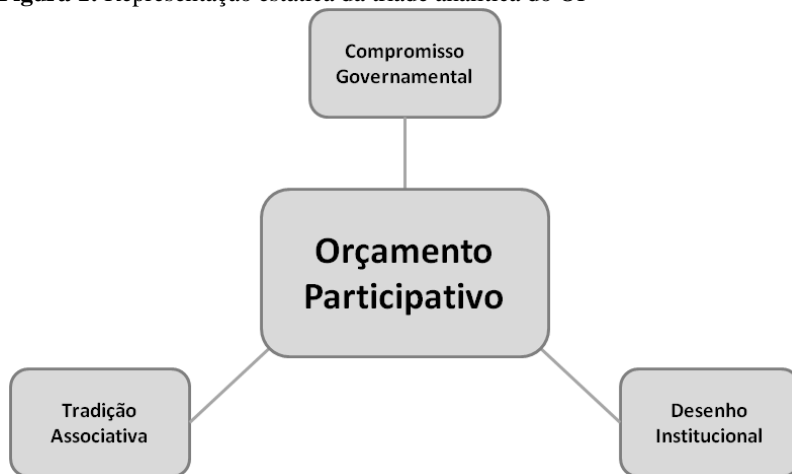 Compromisso
Governamental
Orçamento
Participativo
Tradição
Associativa
Desenho
Institucional